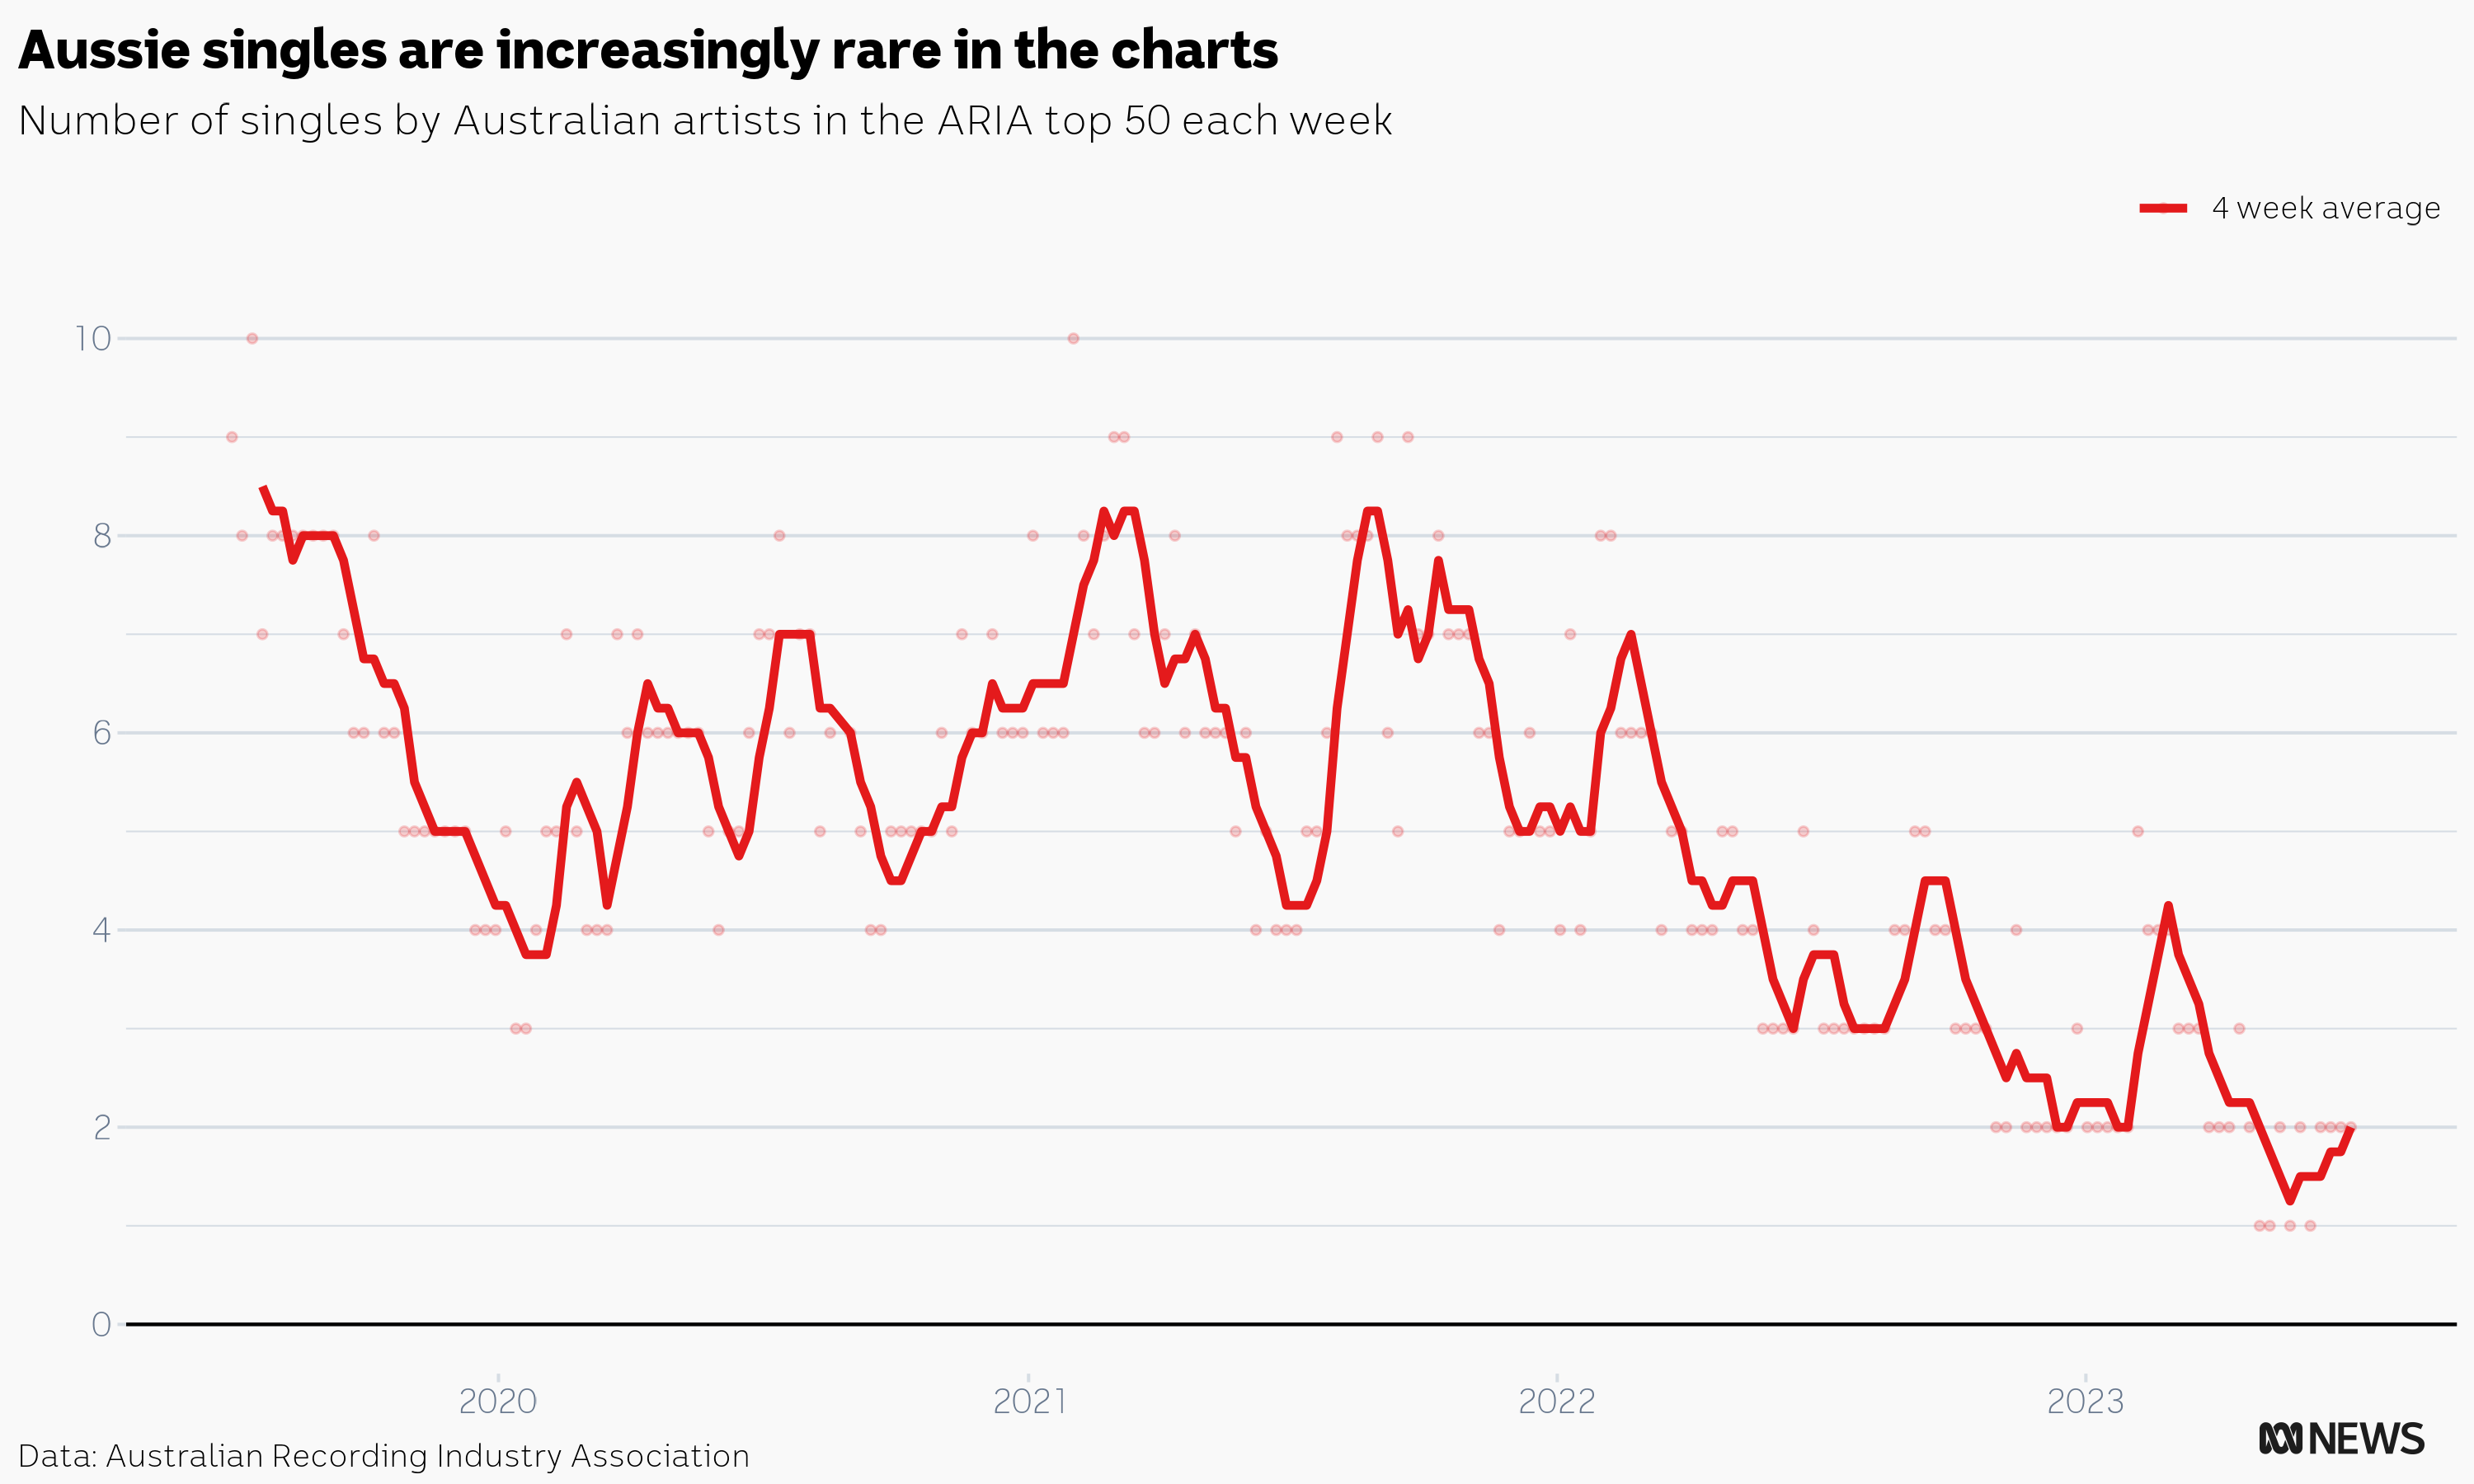 Aussie singles are increasingly rare in the charts
Number of singles by Australian artists in the ARIA top 50 each week
4 week average
10
8
6
4
2
0
2020
2021
2022
2023
Data: Australian Recording Industry Association
NEWS